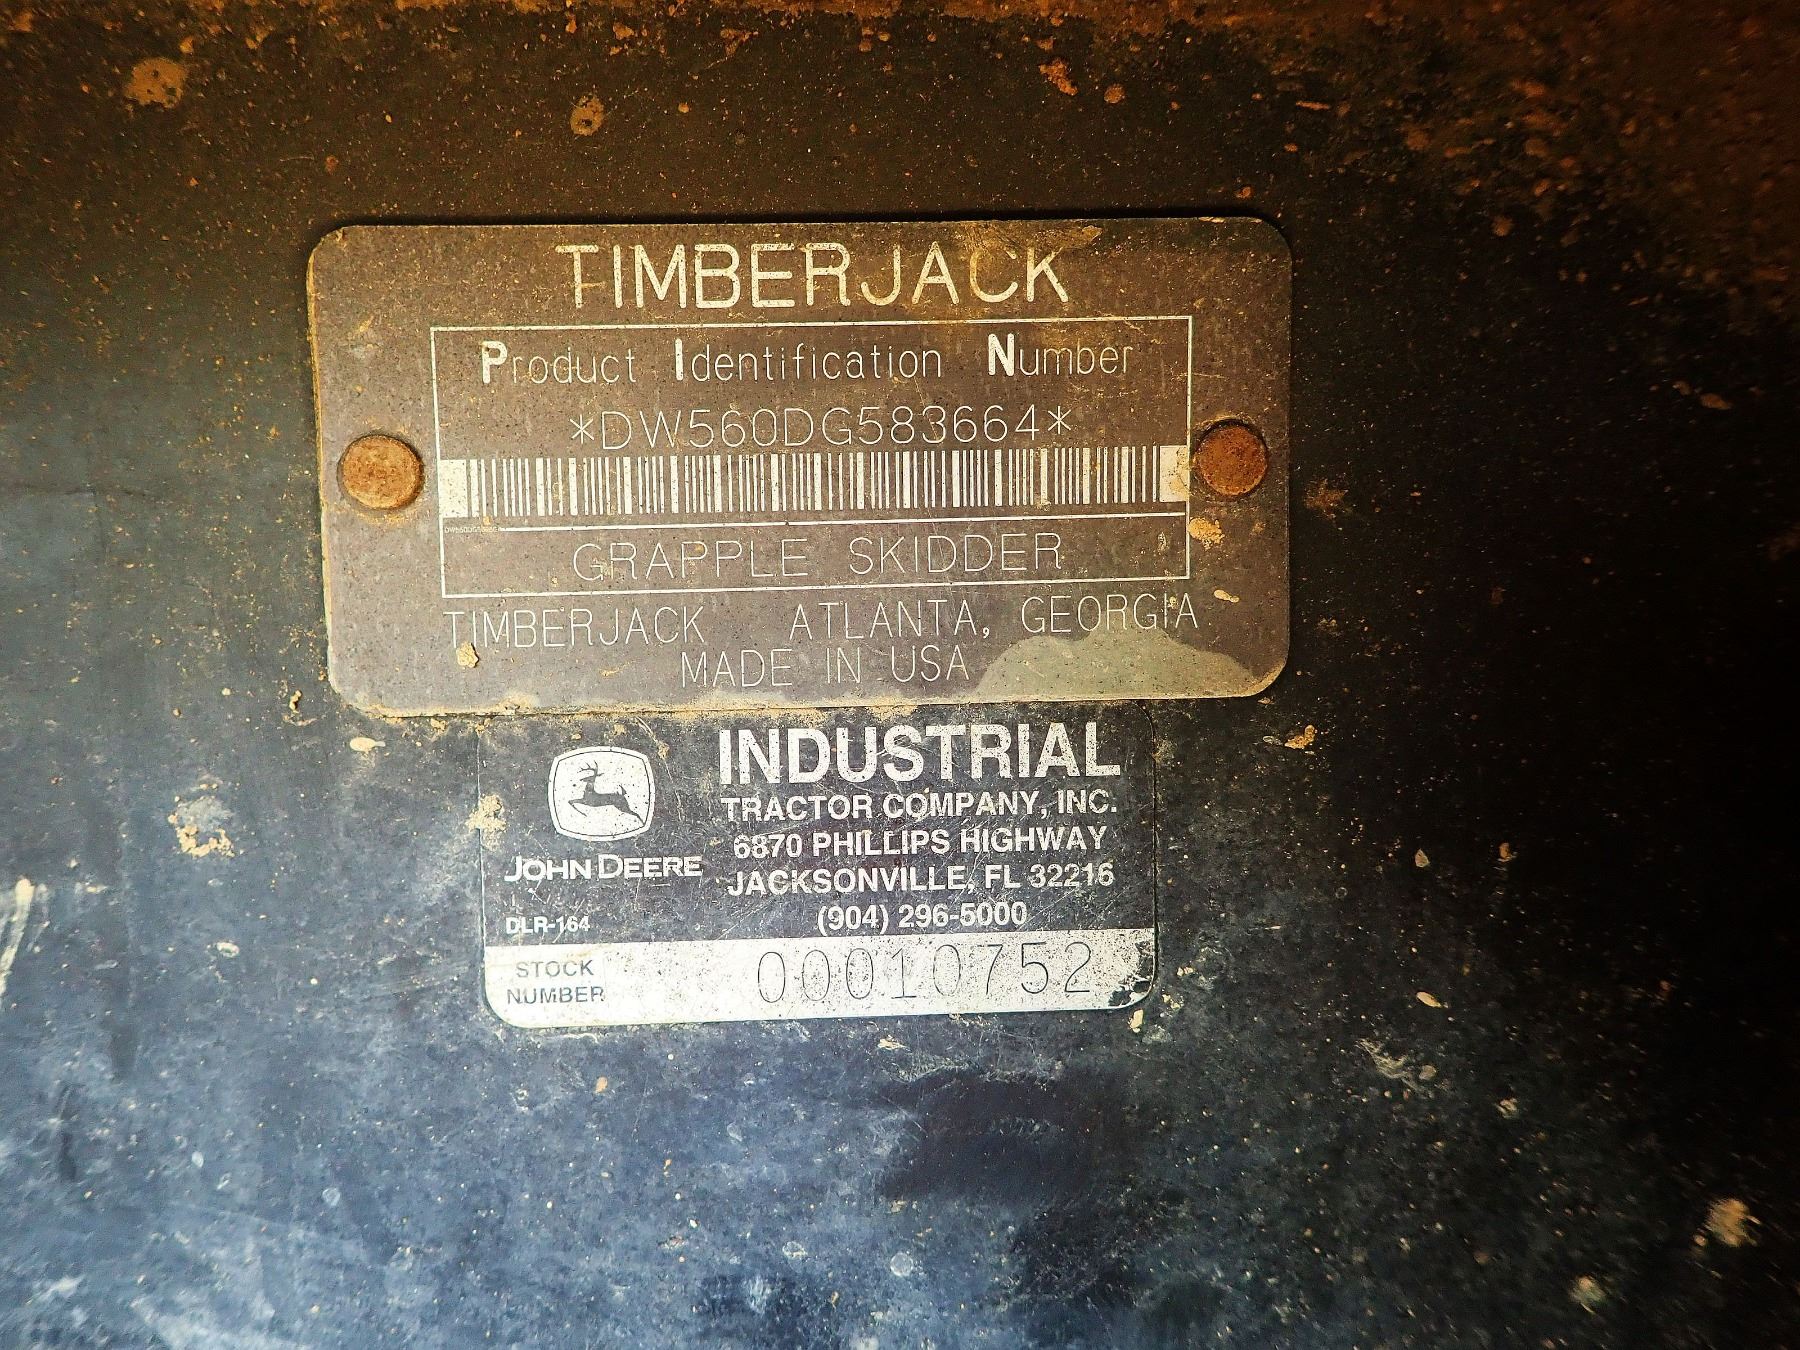 TIMBERJACK
Product Identification Number
*DW560DG583664*
GRAPPLE SKIDDER
TIMBERJACK ATLANTA, GEORGIA
MADE IN USA
INDUSTRIAL
TRACTOR COMPANY, INC.
6870 PHILLIPS HIGHWAY
JACKSONVILLE, FL 32216
(904) 296-5000
JOHN DEERE
DLR-164
STOCK NUMBER
00010752